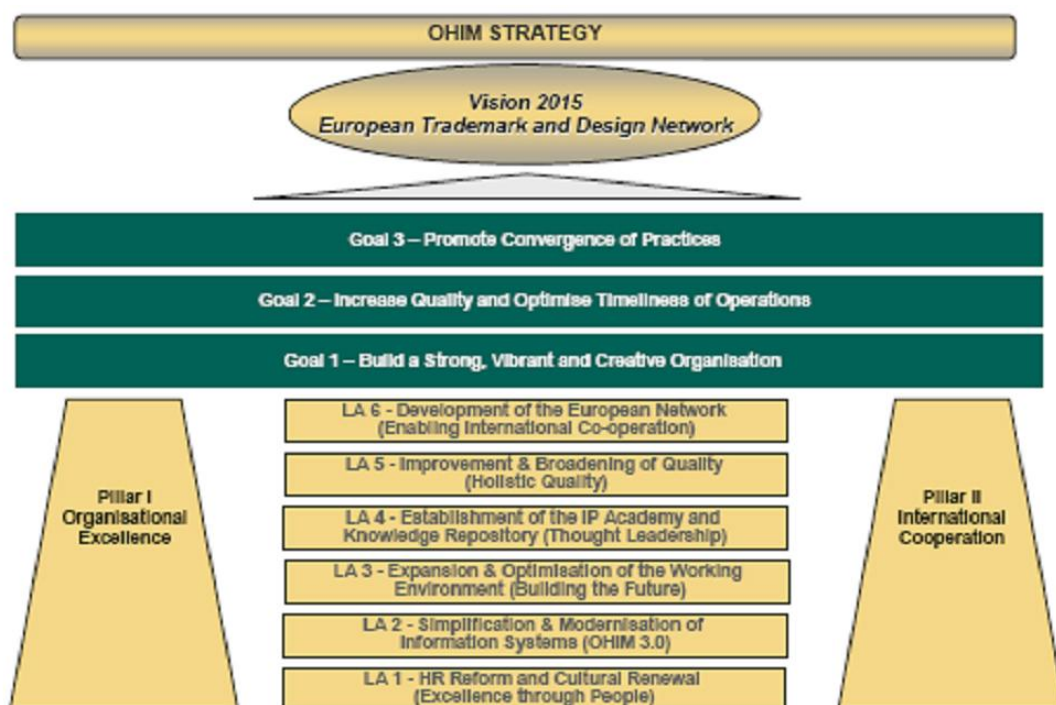 OHIM STRATEGY
Vision 2015
European Trademark and Design Network
Goal 3 – Promote Convergence of Practices
Goal 2 – Increase Quality and Optimise Timeliness of Operations
Goal 1 – Build a Strong, Vibrant and Creative Organisation
LA 6 - Development of the European Network
(Enabling International Co-operation)
LA 5 - Improvement & Broadening of Quality
(Holistic Quality)
Pillar I
Organisational
Excellence
LA 4 - Establishment of the IP Academy and
Knowledge Repository (Thought Leadership)
Pillar II
International
Cooperation
LA 3 - Expansion & Optimisation of the Working
Environment (Building the Future)
LA 2 - Simplification & Modernisation of
Information Systems (OHIM 3.0)
LA 1 - HR Reform and Cultural Renewal
(Excellence through People)